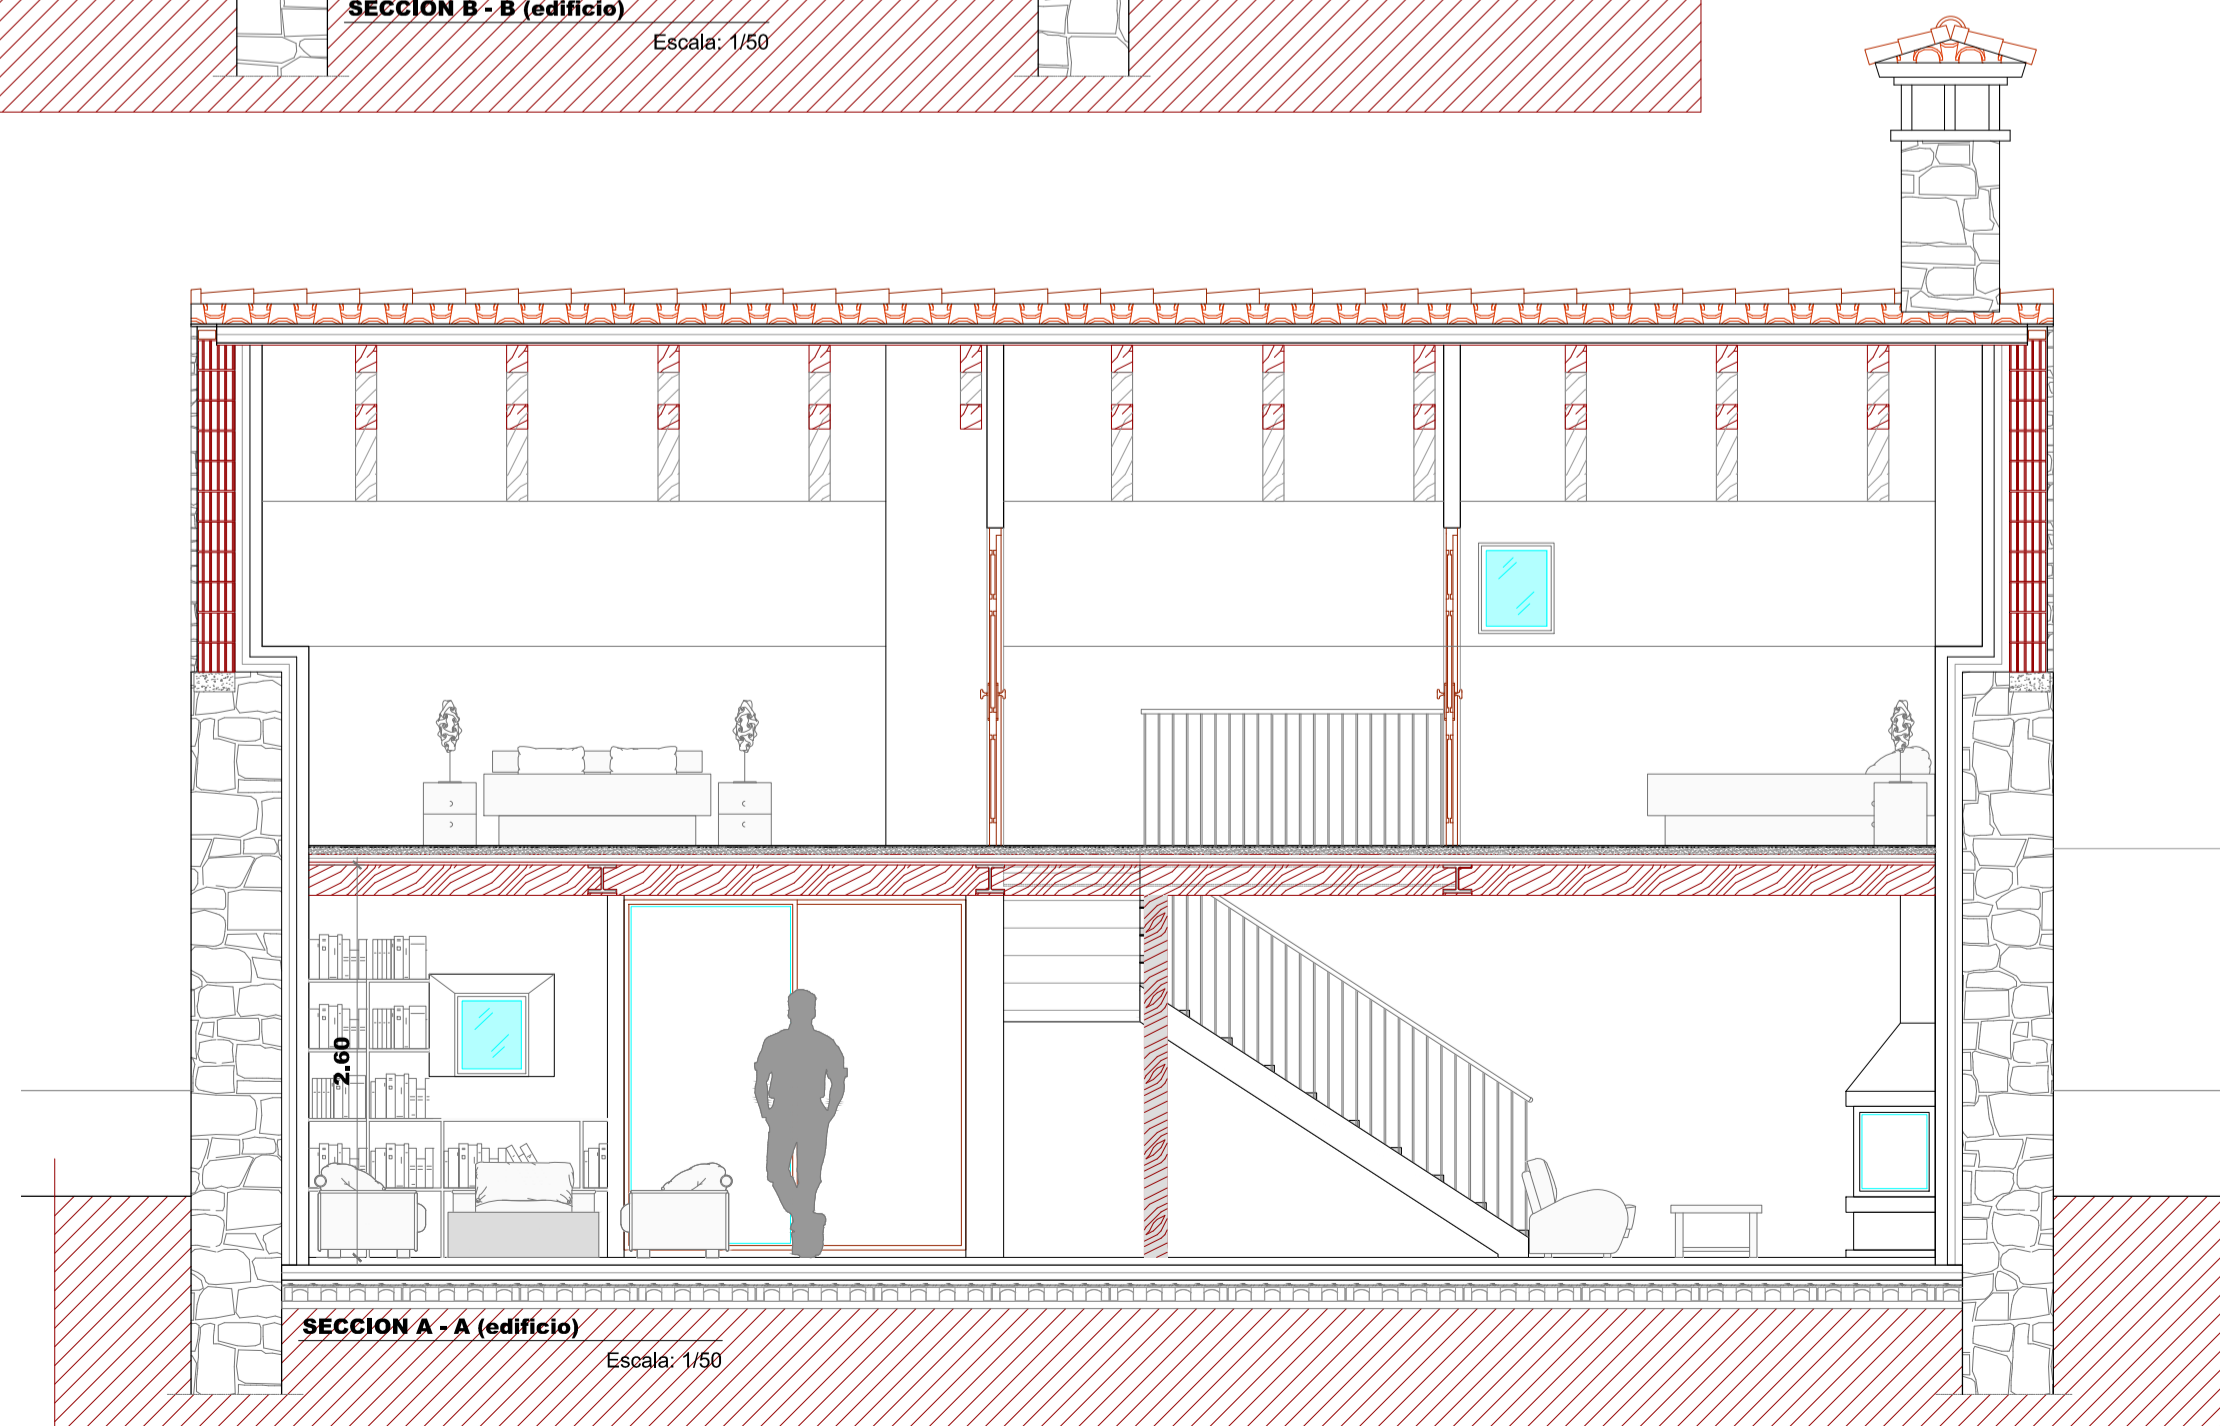 SECCION B - B (edificio)
Escala: 1/50
2.60
SECCION A - A (edificio)
Escala: 1/50